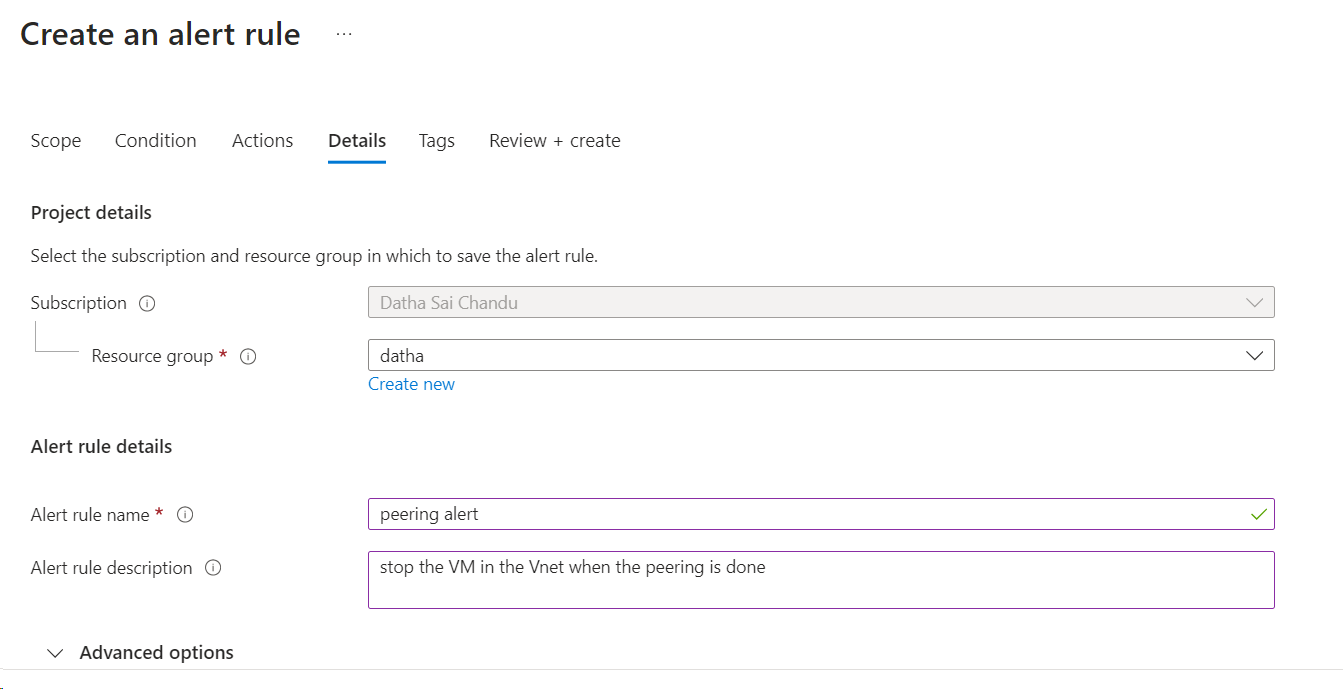 Create an alert rule ...
Scope Condition Actions Details Tags Review + create
Project details
Select the subscription and resource group in which to save the alert rule.
Subscription Datha Sai Chandu
Resource group * datha
Create new
Alert rule details
Alert rule name * peering alert
Alert rule description stop the VM in the Vnet when the peering is done
Advanced options